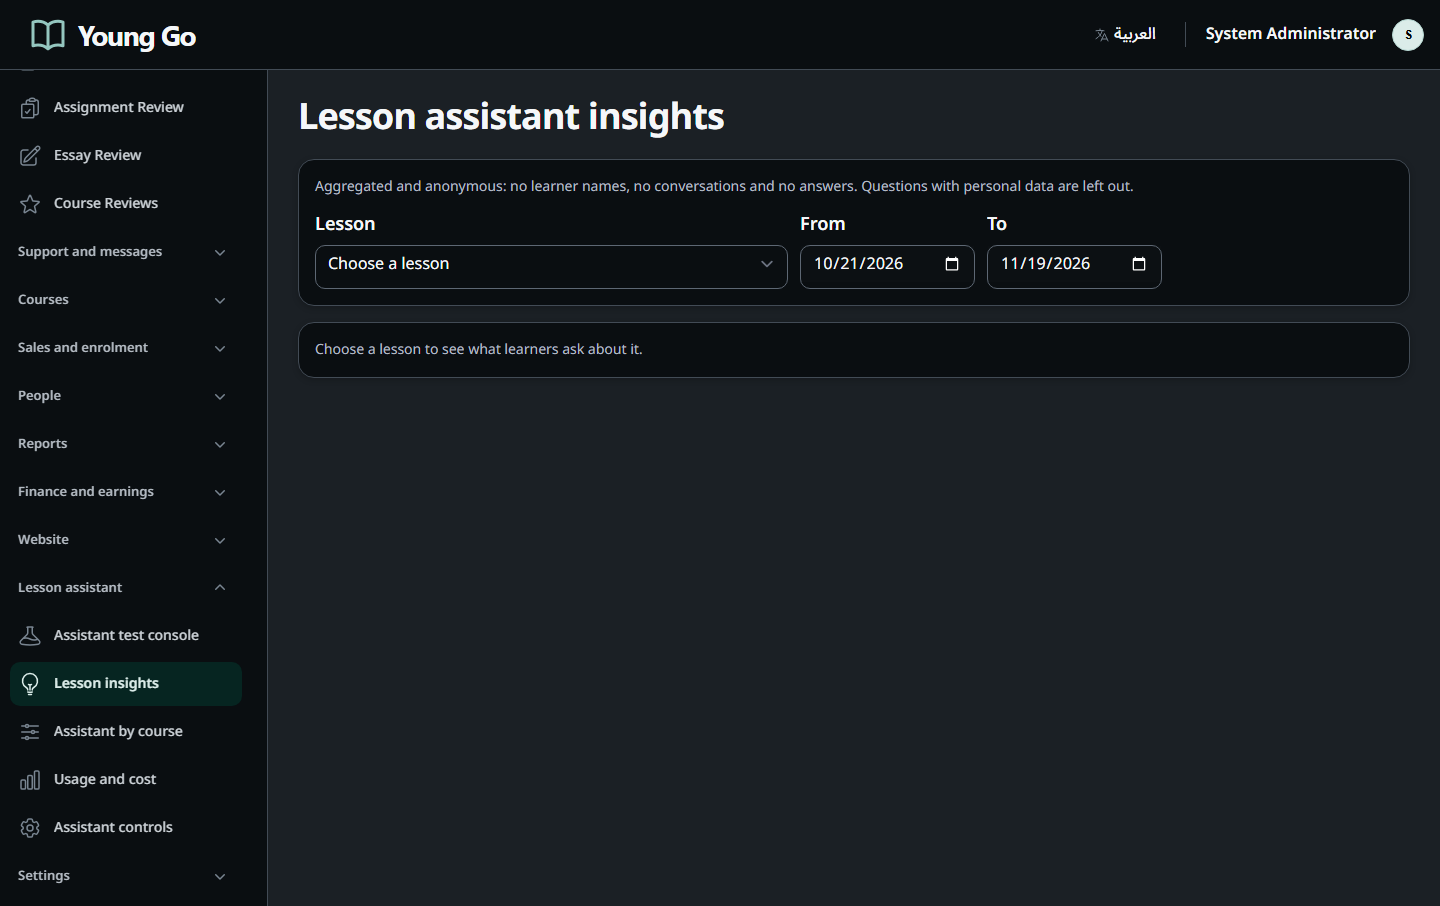 Young Go
العربية
System Administrator
S
Assignment Review
Essay Review
Course Reviews
Support and messages
Courses
Sales and enrolment
People
Reports
Finance and earnings
Website
Lesson assistant
Assistant test console
Lesson insights
Assistant by course
Usage and cost
Assistant controls
Settings
Lesson assistant insights
Aggregated and anonymous: no learner names, no conversations and no answers. Questions with personal data are left out.
Lesson
From
To
Choose a lesson
10/21/2026
11/19/2026
Choose a lesson to see what learners ask about it.